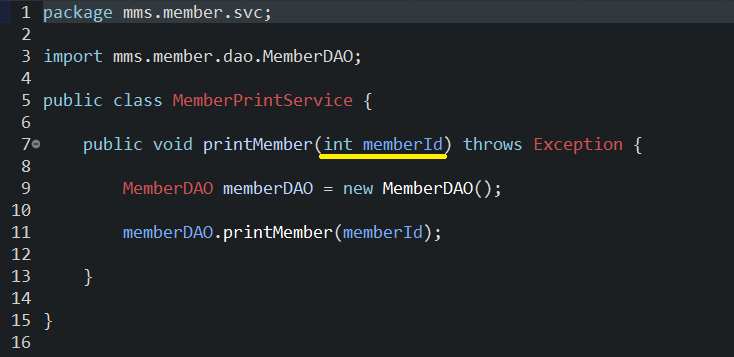 1 package mms.member.svc;
2
3 import mms.member.dao.MemberDAO;
4
5 public class MemberPrintService {
6
7 public void printMember(int memberId) throws Exception {
8
9 MemberDAO memberDAO = new MemberDAO();
10
11 memberDAO.printMember(memberId);
12
13 }
14
15 }
16